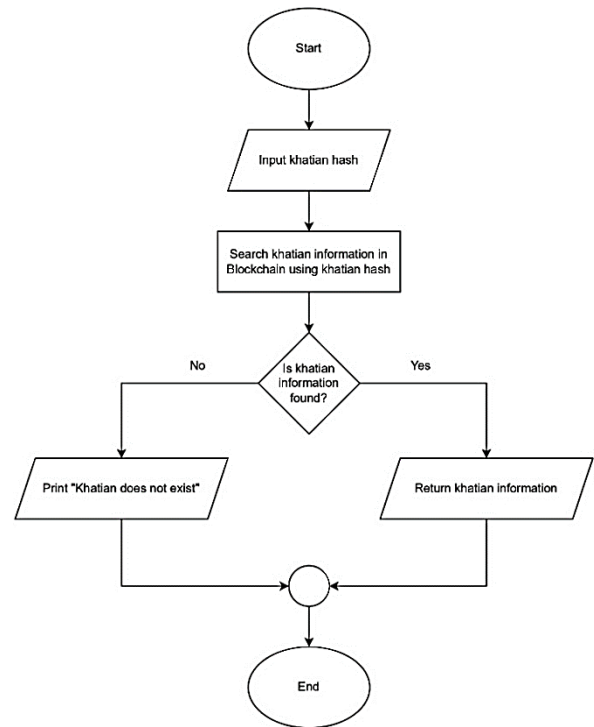 Start
Input khatian hash
Search khatian information in
Blockchain using khatian hash
Is khatian
information
found?
No
Yes
Print "Khatian does not exist"
Return khatian information
End